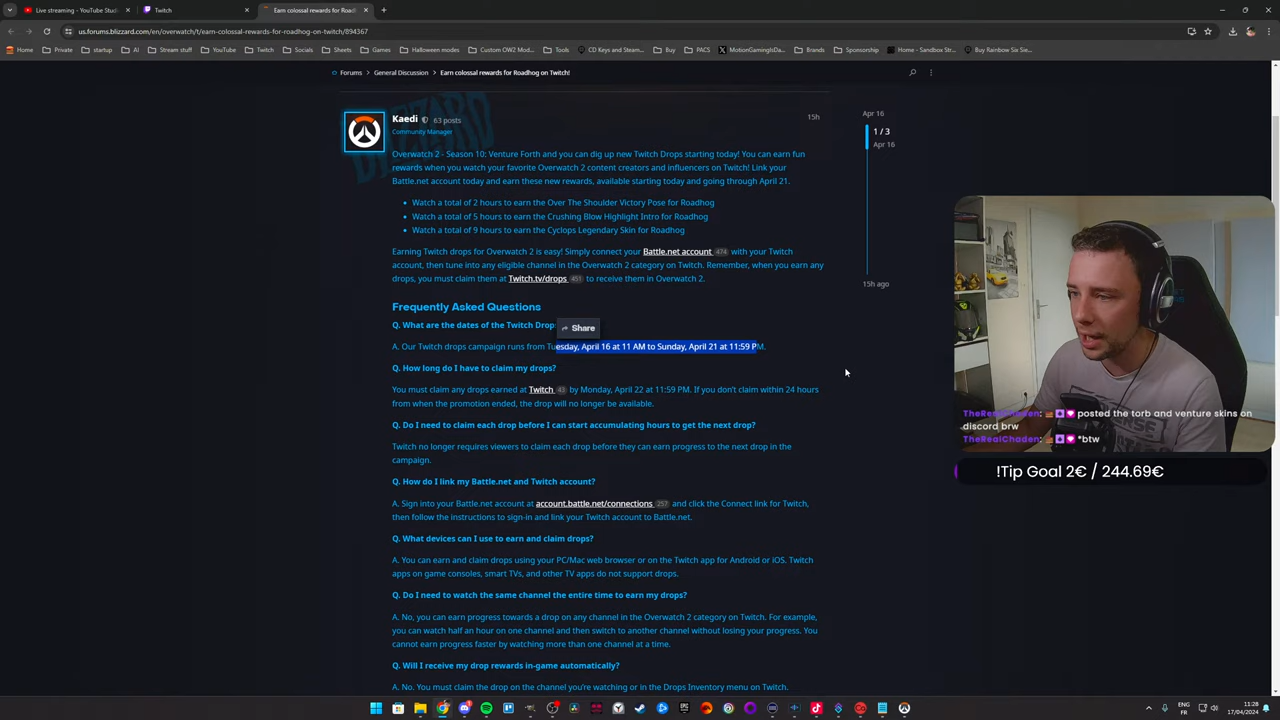 Live streaming - YouTube Stud
Twitch
Earn colossal rewards for Roadh
us.forums.blizzard.com/en/overwatch/t/earn-colossal-rewards-for-roadhog-on-twitch/894367
Home Private startup AI Stream stuff YouTube Twitch Socials Sheets Games Halloween modes Custom OW2 Mod... Tools CD Keys and Steam... Buy PACS MotionGamingIsDa... Brands Sponsorship Home - Sandbox Str... Buy Rainbow Six Sie...
Forums General Discussion Earn colossal rewards for Roadhog on Twitch!
Kaedi 63 posts
Community Manager
15h
Apr 16
1 / 3
Apr 16
15h ago
Overwatch 2 - Season 10: Venture Forth and you can dig up new Twitch Drops starting today! You can earn fun
rewards when you watch your favorite Overwatch 2 content creators and influencers on Twitch! Link your
Battle.net account today and earn these new rewards, available starting today and going through April 21.
• Watch a total of 2 hours to earn the Over The Shoulder Victory Pose for Roadhog
• Watch a total of 5 hours to earn the Crushing Blow Highlight Intro for Roadhog
• Watch a total of 9 hours to earn the Cyclops Legendary Skin for Roadhog
Earning Twitch drops for Overwatch 2 is easy! Simply connect your Battle.net account 474 with your Twitch
account, then tune into any eligible channel in the Overwatch 2 category on Twitch. Remember, when you earn any
drops, you must claim them at Twitch.tv/drops 451 to receive them in Overwatch 2.
Frequently Asked Questions
Q. What are the dates of the Twitch Drop
Share
A. Our Twitch drops campaign runs from Tuesday, April 16 at 11 AM to Sunday, April 21 at 11:59 PM.
Q. How long do I have to claim my drops?
You must claim any drops earned at Twitch 43 by Monday, April 22 at 11:59 PM. If you don't claim within 24 hours
from when the promotion ended, the drop will no longer be available.
Q. Do I need to claim each drop before I can start accumulating hours to get the next drop?
Twitch no longer requires viewers to claim each drop before they can earn progress to the next drop in the
campaign.
Q. How do I link my Battle.net and Twitch account?
A. Sign into your Battle.net account at account.battle.net/connections 257 and click the Connect link for Twitch,
then follow the instructions to sign-in and link your Twitch account to Battle.net.
Q. What devices can I use to earn and claim drops?
A. You can earn and claim drops using your PC/Mac web browser or on the Twitch app for Android or iOS. Twitch
apps on game consoles, smart TVs, and other TV apps do not support drops.
Q. Do I need to watch the same channel the entire time to earn my drops?
A. No, you can earn progress towards a drop on any channel in the Overwatch 2 category on Twitch. For example,
you can watch half an hour on one channel and then switch to another channel without losing your progress. You
cannot earn progress faster by watching more than one channel at a time.
Q. Will I receive my drop rewards in-game automatically?
A. No. You must claim the drop on the channel you're watching or in the Drops Inventory menu on Twitch.
TheRealChaden: posted the torb and venture skins on
discord brw
TheRealChaden: *btw
!Tip Goal 2€ / 244.69€
ENG
FR
11:28
17/04/2024